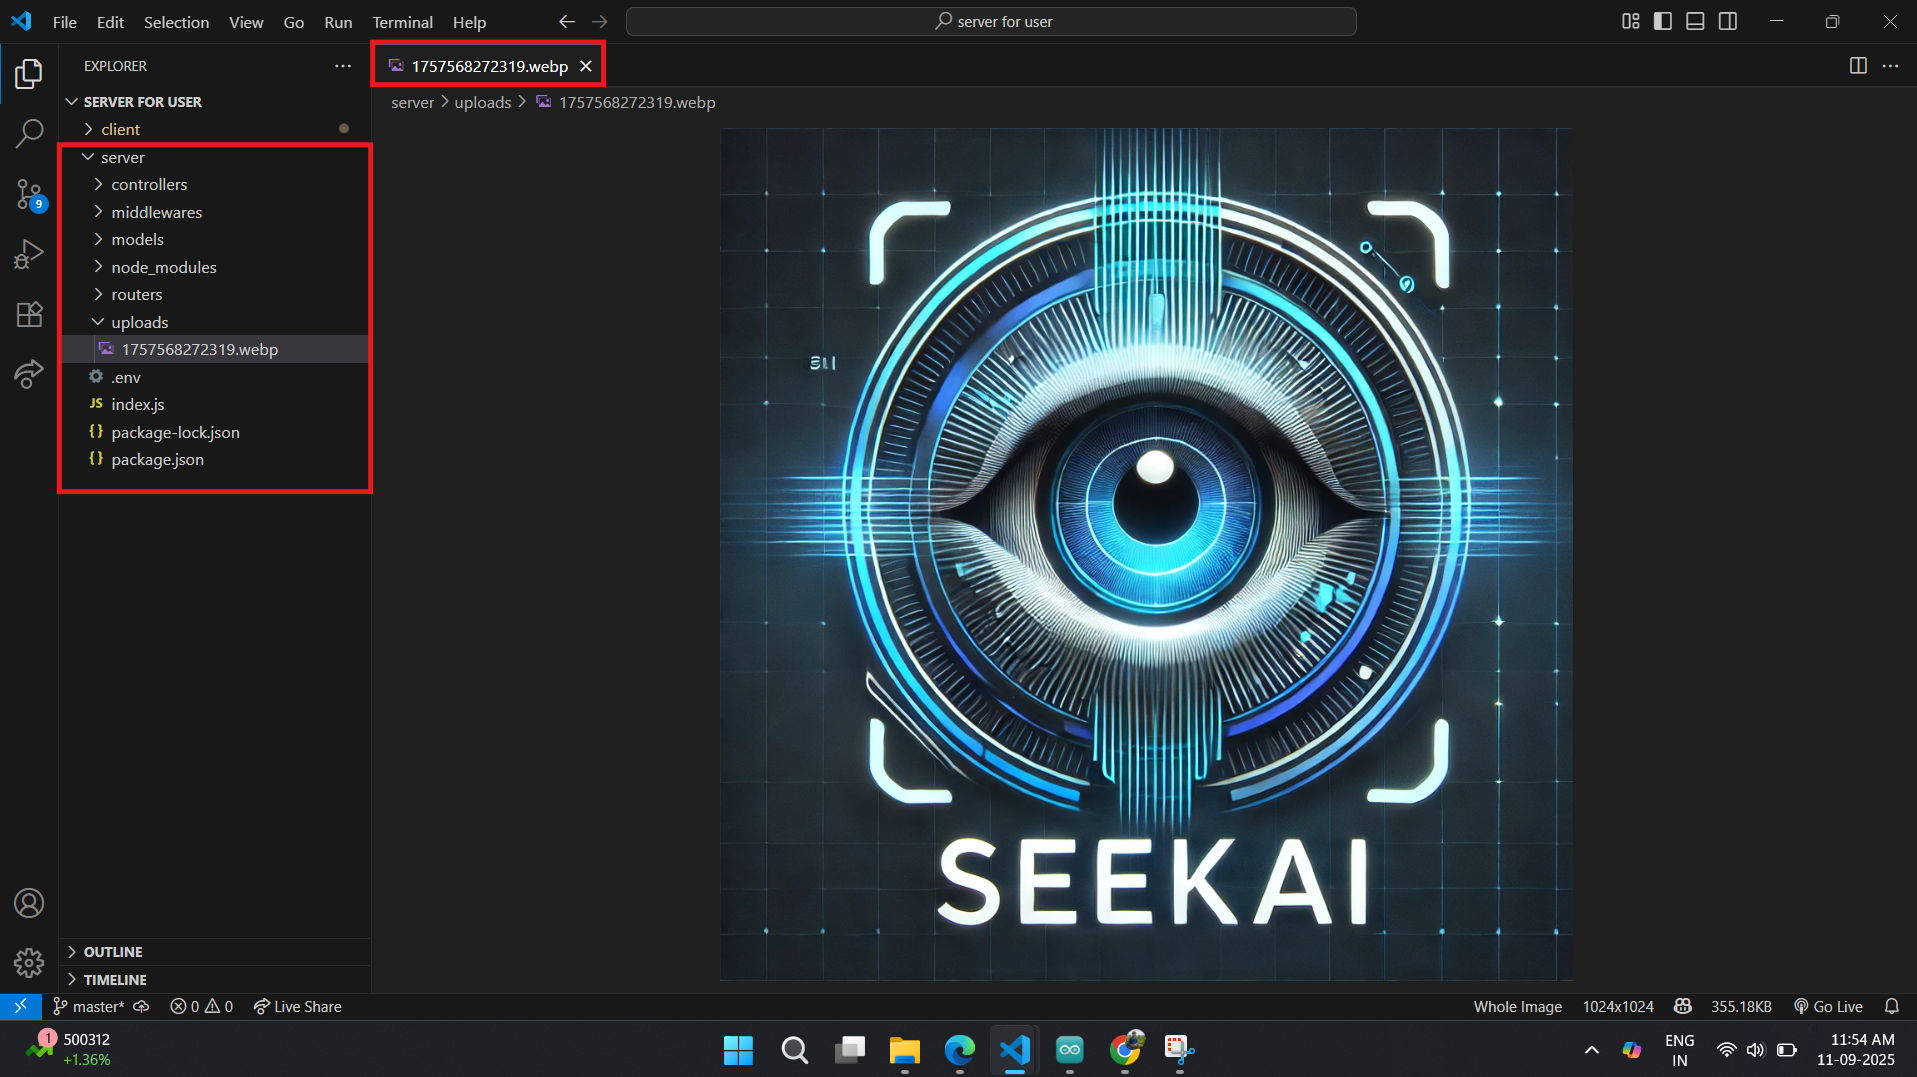 File Edit Selection View Go Run Terminal Help
server for user
EXPLORER
SERVER FOR USER
client
server
controllers
middlewares
models
node_modules
routers
uploads
1757568272319.webp
.env
JS index.js
{} package-lock.json
{} package.json
OUTLINE
TIMELINE
9
1757568272319.webp
server > uploads > 1757568272319.webp
SEEKAI
master* 0 0 Live Share
Whole Image 1024x1024 355.18KB Go Live
1
500312
+1.36%
ENG
IN
11:54 AM
11-09-2025